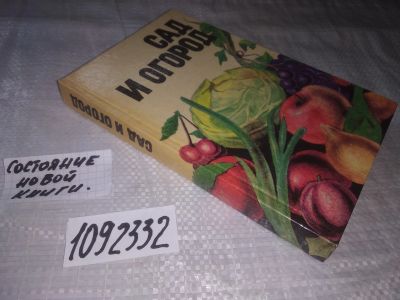 САД
И ОГОРОД
САД И ОГОРОД
СОСТОЯНИЕ
НОВОЙ
КНИГИ.
1092332